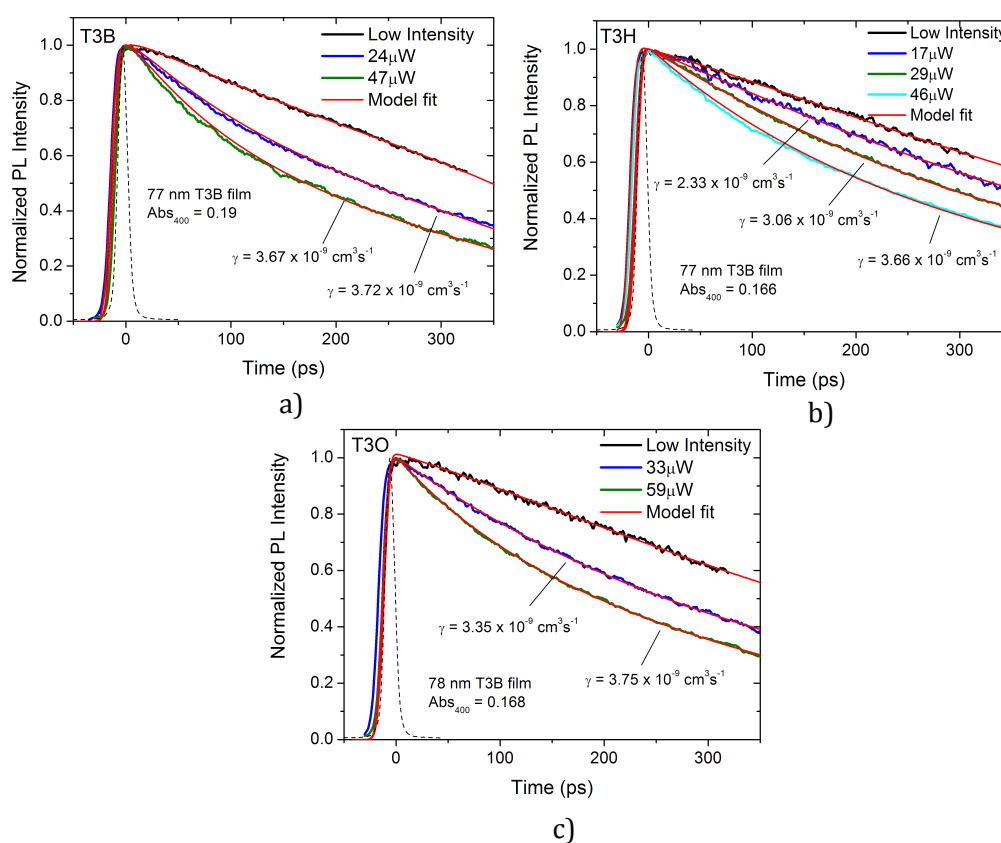 T3B
Low Intensity
24μW
47μW
Model fit
77 nm T3B film
Abs₄₀₀ = 0.19
γ = 3.67 x 10⁻⁹ cm³s⁻¹
γ = 3.72 x 10⁻⁹ cm³s⁻¹
Normalized PL Intensity
1.0
0.8
0.6
0.4
0.2
0.0
0
100
200
300
Time (ps)
a)
T3H
Low Intensity
17μW
29μW
46μW
Model fit
γ = 2.33 x 10⁻⁹ cm³s⁻¹
γ = 3.06 x 10⁻⁹ cm³s⁻¹
γ = 3.66 x 10⁻⁹ cm³s⁻¹
77 nm T3B film
Abs₄₀₀ = 0.166
Normalized PL Intensity
1.0
0.8
0.6
0.4
0.2
0.0
0
100
200
300
Time (ps)
b)
T3O
Low Intensity
33μW
59μW
Model fit
γ = 3.35 x 10⁻⁹ cm³s⁻¹
γ = 3.75 x 10⁻⁹ cm³s⁻¹
78 nm T3B film
Abs₄₀₀ = 0.168
Normalized PL Intensity
1.0
0.8
0.6
0.4
0.2
0.0
0
100
200
300
Time (ps)
c)